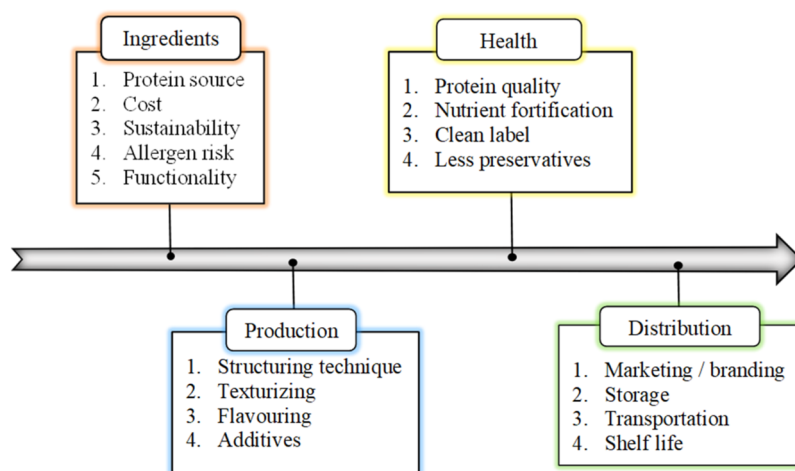 Ingredients
1. Protein source
2. Cost
3. Sustainability
4. Allergen risk
5. Functionality
Health
1. Protein quality
2. Nutrient fortification
3. Clean label
4. Less preservatives
Production
1. Structuring technique
2. Texturizing
3. Flavouring
4. Additives
Distribution
1. Marketing / branding
2. Storage
3. Transportation
4. Shelf life